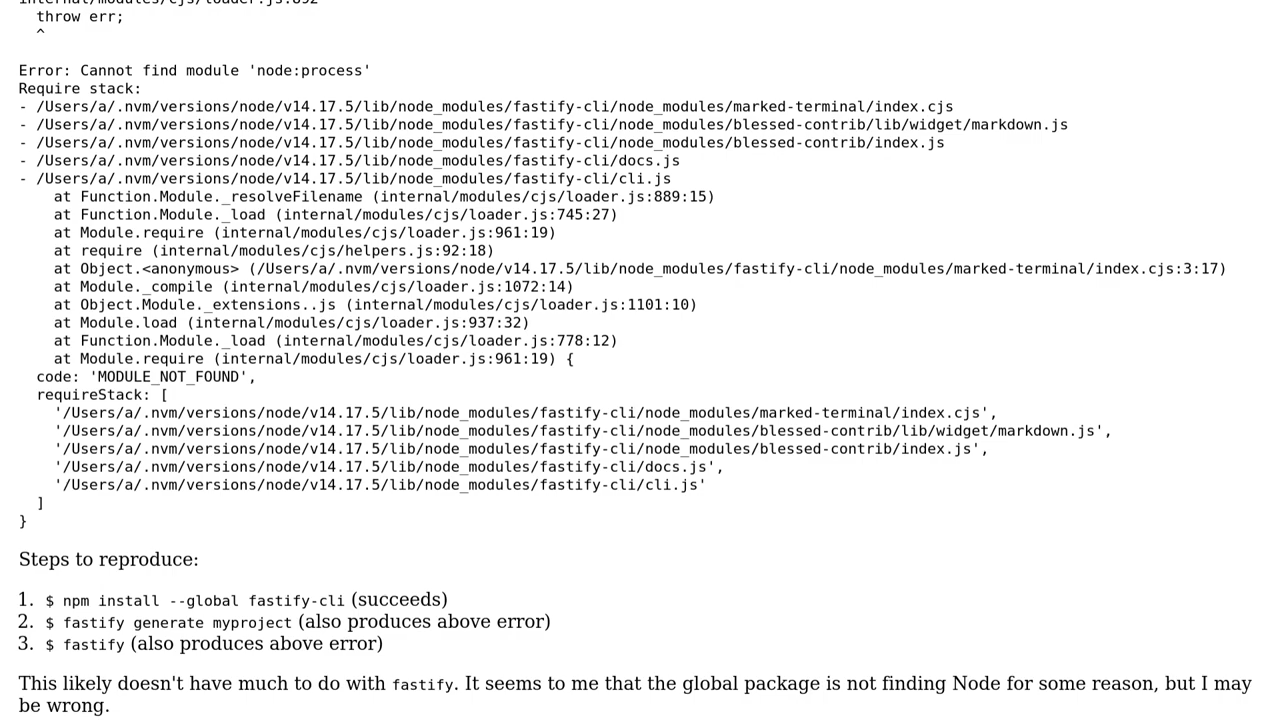 internal/modules/cjs/loader.js:892
  throw err;
  ^

Error: Cannot find module 'node:process'
Require stack:
- /Users/a/.nvm/versions/node/v14.17.5/lib/node_modules/fastify-cli/node_modules/marked-terminal/index.cjs
- /Users/a/.nvm/versions/node/v14.17.5/lib/node_modules/fastify-cli/node_modules/blessed-contrib/lib/widget/markdown.js
- /Users/a/.nvm/versions/node/v14.17.5/lib/node_modules/fastify-cli/node_modules/blessed-contrib/index.js
- /Users/a/.nvm/versions/node/v14.17.5/lib/node_modules/fastify-cli/docs.js
- /Users/a/.nvm/versions/node/v14.17.5/lib/node_modules/fastify-cli/cli.js
    at Function.Module._resolveFilename (internal/modules/cjs/loader.js:889:15)
    at Function.Module._load (internal/modules/cjs/loader.js:745:27)
    at Module.require (internal/modules/cjs/loader.js:961:19)
    at require (internal/modules/cjs/helpers.js:92:18)
    at Object.<anonymous> (/Users/a/.nvm/versions/node/v14.17.5/lib/node_modules/fastify-cli/node_modules/marked-terminal/index.cjs:3:17)
    at Module._compile (internal/modules/cjs/loader.js:1072:14)
    at Object.Module._extensions..js (internal/modules/cjs/loader.js:1101:10)
    at Module.load (internal/modules/cjs/loader.js:937:32)
    at Function.Module._load (internal/modules/cjs/loader.js:778:12)
    at Module.require (internal/modules/cjs/loader.js:961:19) {
  code: 'MODULE_NOT_FOUND',
  requireStack: [
    '/Users/a/.nvm/versions/node/v14.17.5/lib/node_modules/fastify-cli/node_modules/marked-terminal/index.cjs',
    '/Users/a/.nvm/versions/node/v14.17.5/lib/node_modules/fastify-cli/node_modules/blessed-contrib/lib/widget/markdown.js',
    '/Users/a/.nvm/versions/node/v14.17.5/lib/node_modules/fastify-cli/node_modules/blessed-contrib/index.js',
    '/Users/a/.nvm/versions/node/v14.17.5/lib/node_modules/fastify-cli/docs.js',
    '/Users/a/.nvm/versions/node/v14.17.5/lib/node_modules/fastify-cli/cli.js'
  ]
}
Steps to reproduce:
1. $ npm install --global fastify-cli (succeeds)
2. $ fastify generate myproject (also produces above error)
3. $ fastify (also produces above error)
This likely doesn't have much to do with fastify. It seems to me that the global package is not finding Node for some reason, but I may
be wrong.